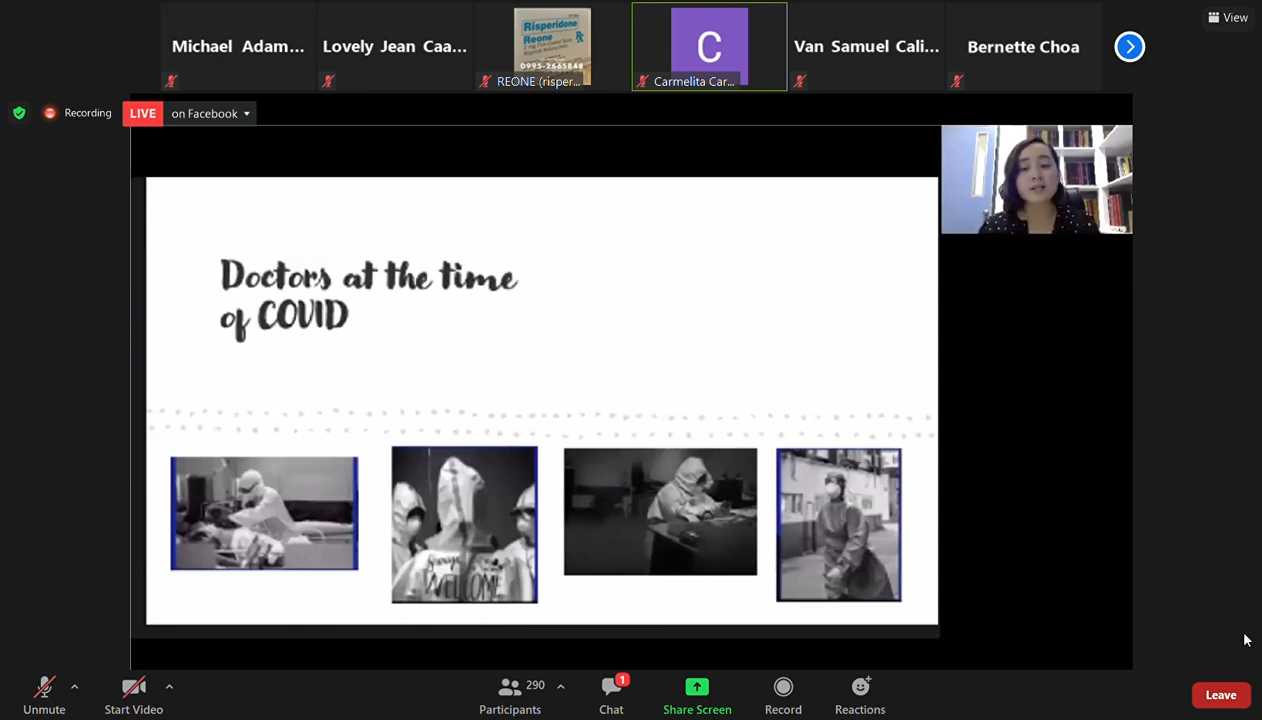 Michael Adam...
Lovely Jean Caa...
Risperidone
Reone
Rx
0995-2665848
REONE (risper...
C
Carmelita Car...
Van Samuel Cali...
Bernette Choa
View
Recording
LIVE
on Facebook
Doctors at the time
of COVID
WELCOME
Unmute
Start Video
290
Participants
1
Chat
Share Screen
Record
Reactions
Leave